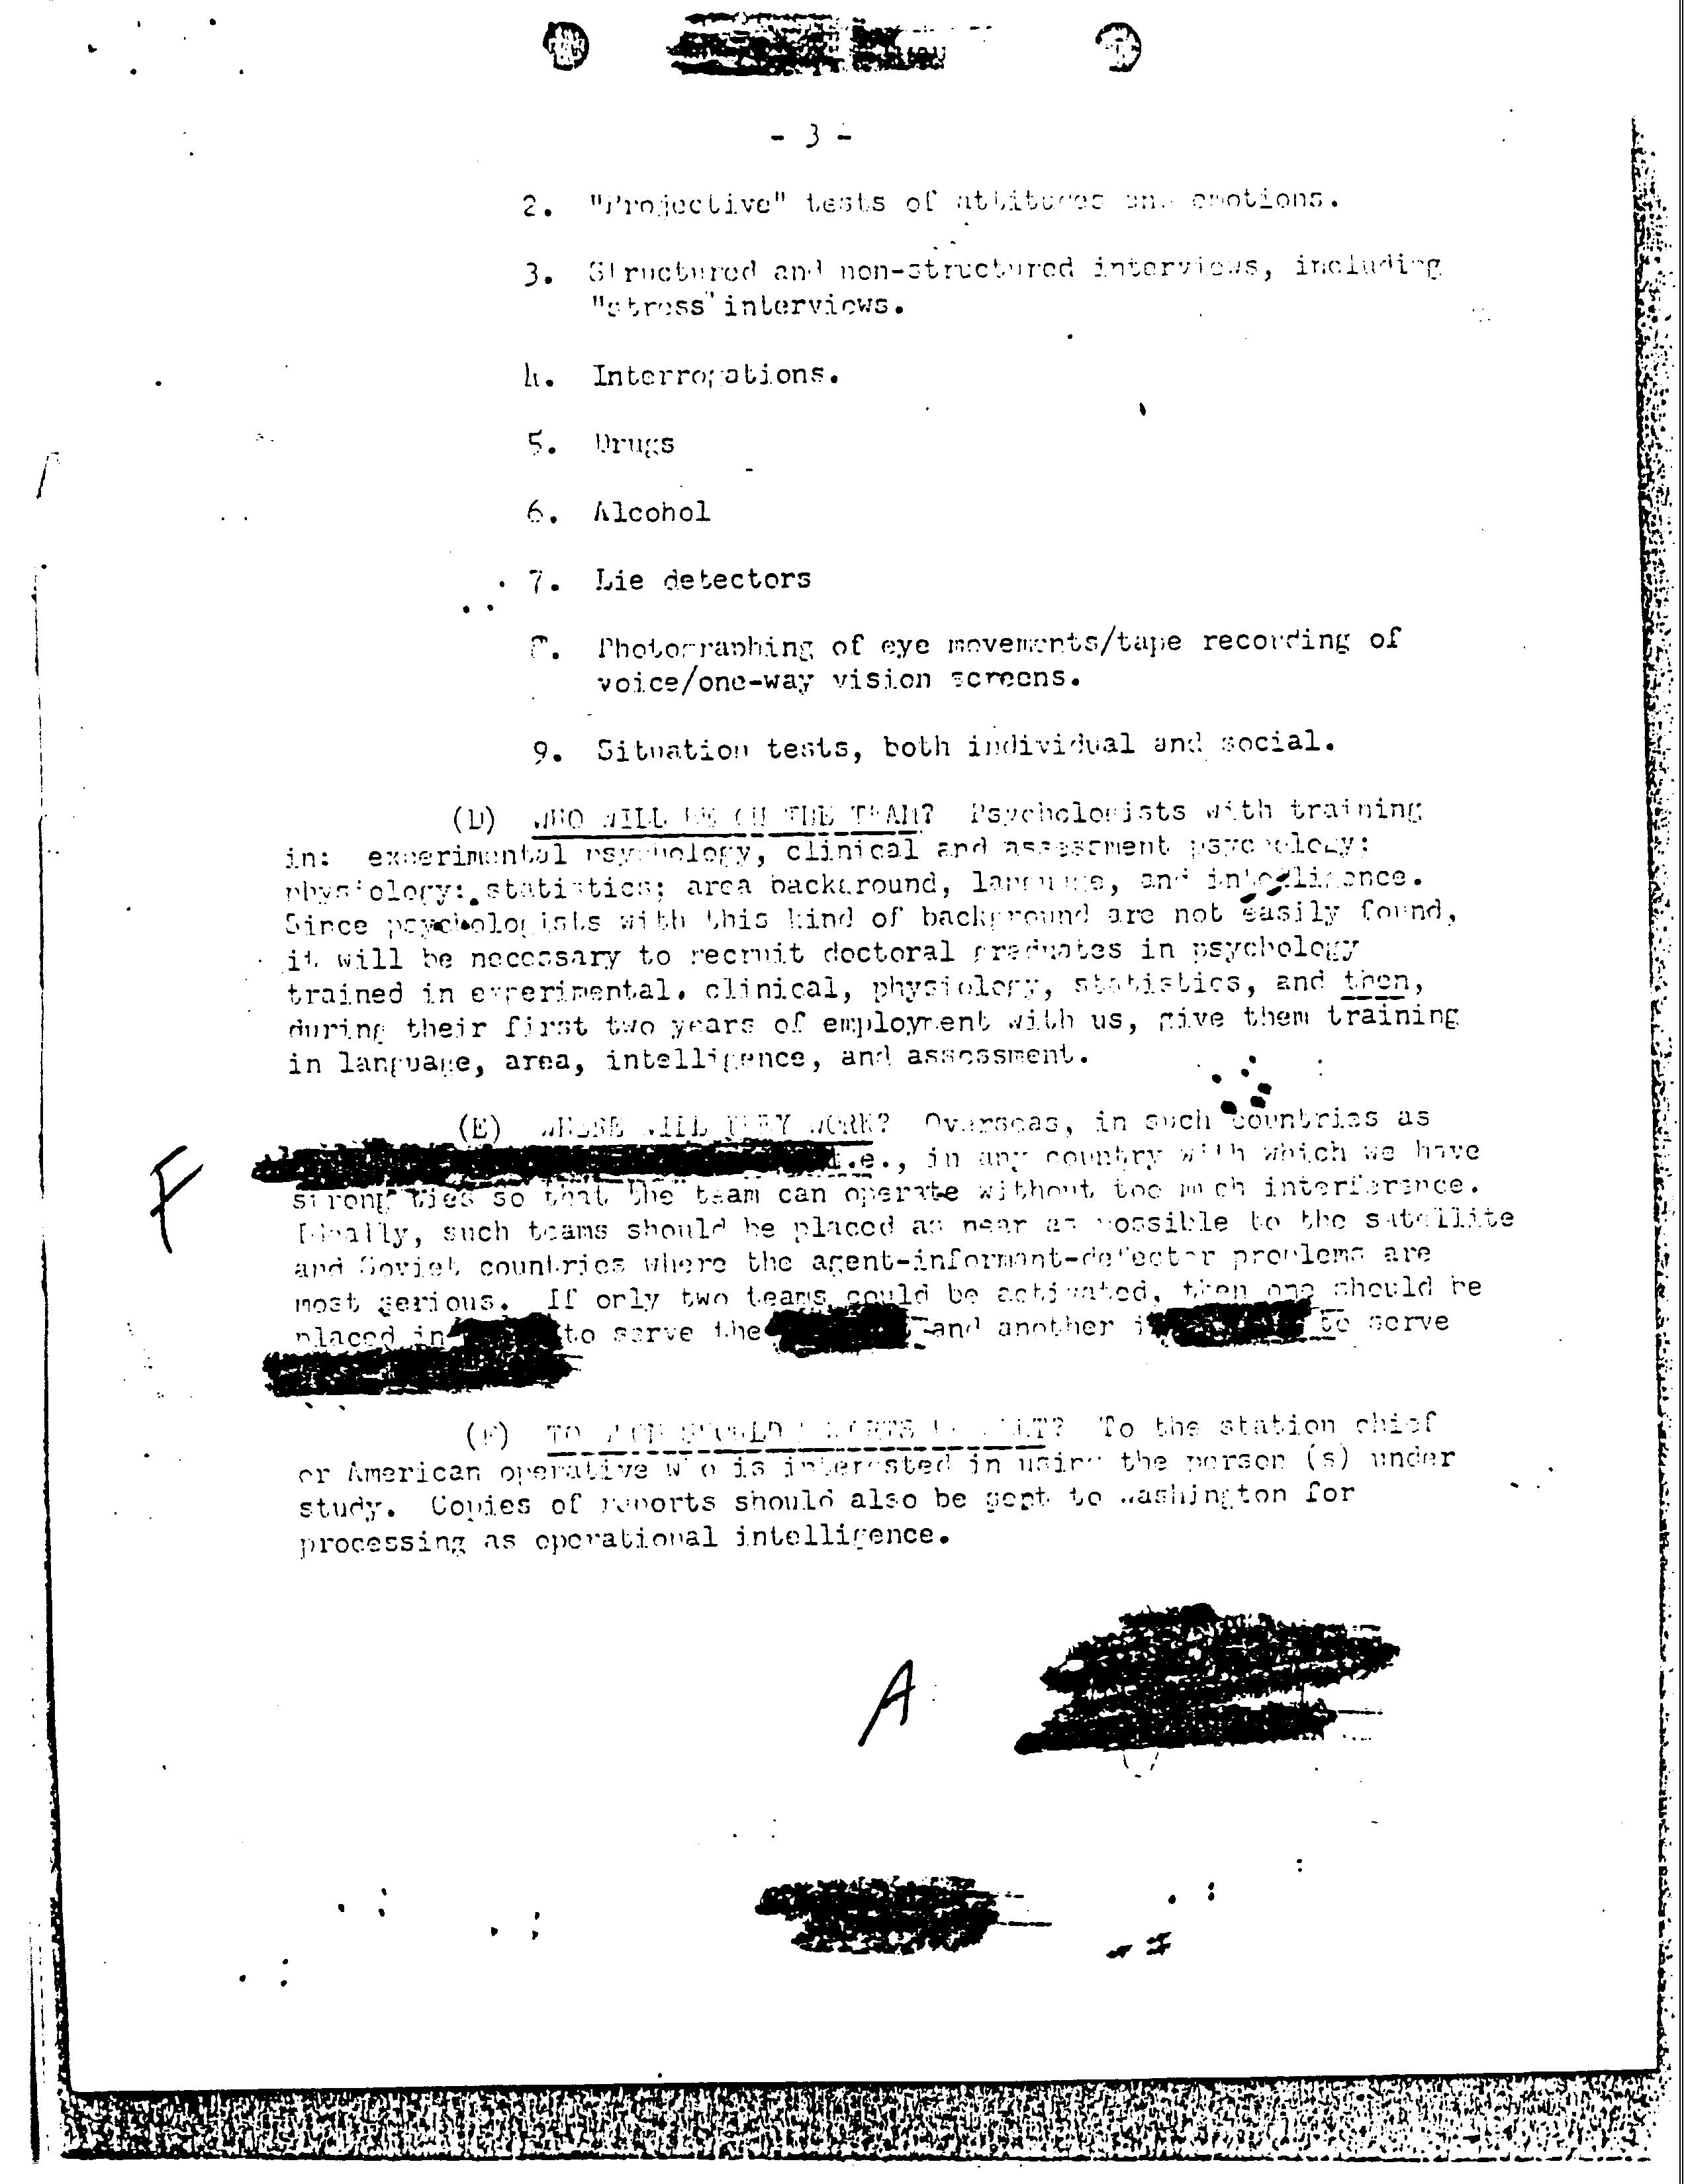 - 3 -
2. "Projective" tests of attitudes and emotions.
3. Structured and non-structured interviews, including
"stress" interviews.
4. Interrogations.
5. Drugs
6. Alcohol
7. Lie detectors
8. Photographing of eye movements/tape recording of
voice/one-way vision screens.
9. Situation tests, both individual and social.
(D) WHO WILL BE ON THE TEAM? Psychologists with training
in: experimental psychology, clinical and assessment psychology;
physiology; statistics; area background, language, and intelligence.
Since psychologists with this kind of background are not easily found,
it will be necessary to recruit doctoral graduates in psychology
trained in experimental, clinical, physiology, statistics, and then,
during their first two years of employment with us, give them training
in language, area, intelligence, and assessment.
(E) WHERE WILL THEY WORK? Overseas, in such countries as
i.e., in any country with which we have
F
strong ties so that the team can operate without too much interference.
Ideally, such teams should be placed as near as possible to the satellite
and Soviet countries where the agent-informant-defector problems are
most serious. If only two teams could be activated, then one should be
placed in to serve the and another in to serve
(F) TO WHOM SHOULD REPORTS BE SENT? To the station chief
or American operative who is interested in using the person (s) under
study. Copies of reports should also be sent to Washington for
processing as operational intelligence.
A